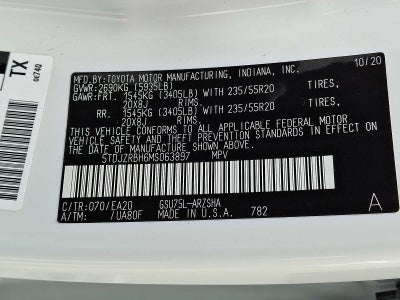 TX
0E740
MFD.BY:TOYOTA MOTOR MANUFACTURING, INDIANA, INC. 10/20
GVWR:2690KG (5935LB)
GAWR:FRT. 1545KG (3405LB) WITH 235/55R20 TIRES,
20X8J RIMS.
RR. 1545KG (3405LB) WITH 235/55R20 TIRES,
20X8J RIMS.
THIS VEHICLE CONFORMS TO ALL APPLICABLE FEDERAL MOTOR
VEHICLE SAFETY AND THEFT PREVENTION STANDARDS IN EFFECT
ON THE DATE OF MANUFACTURE SHOWN ABOVE.
5TDJZRBH6MS063897 MPV
C/TR:070/EA20 GSU75L-ARZSHA A
A/TM: /UA80F MADE IN U.S.A. 782